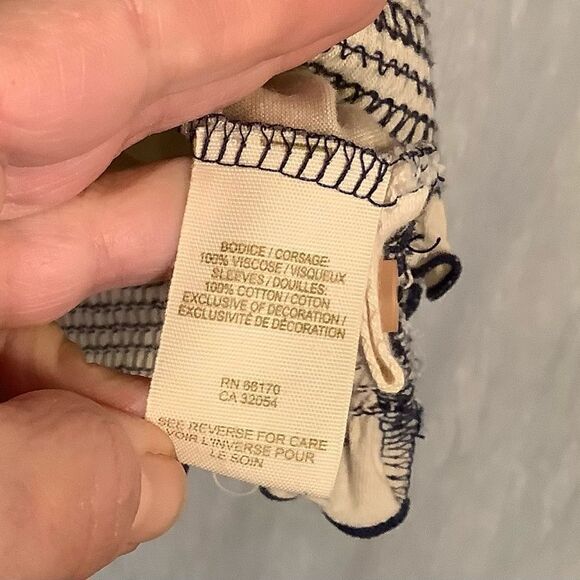 BODICE / CORSAGE
100% VISCOSE / VISQUEUX
SLEEVES / DOUILLES
100% COTTON / COTON
EXCLUSIVE OF DECORATION /
EXCLUSIVITÉ DE DÉCORATION
RN 66170
CA 32054
SEE REVERSE FOR CARE
VOIR L'INVERSE POUR
LE SOIN